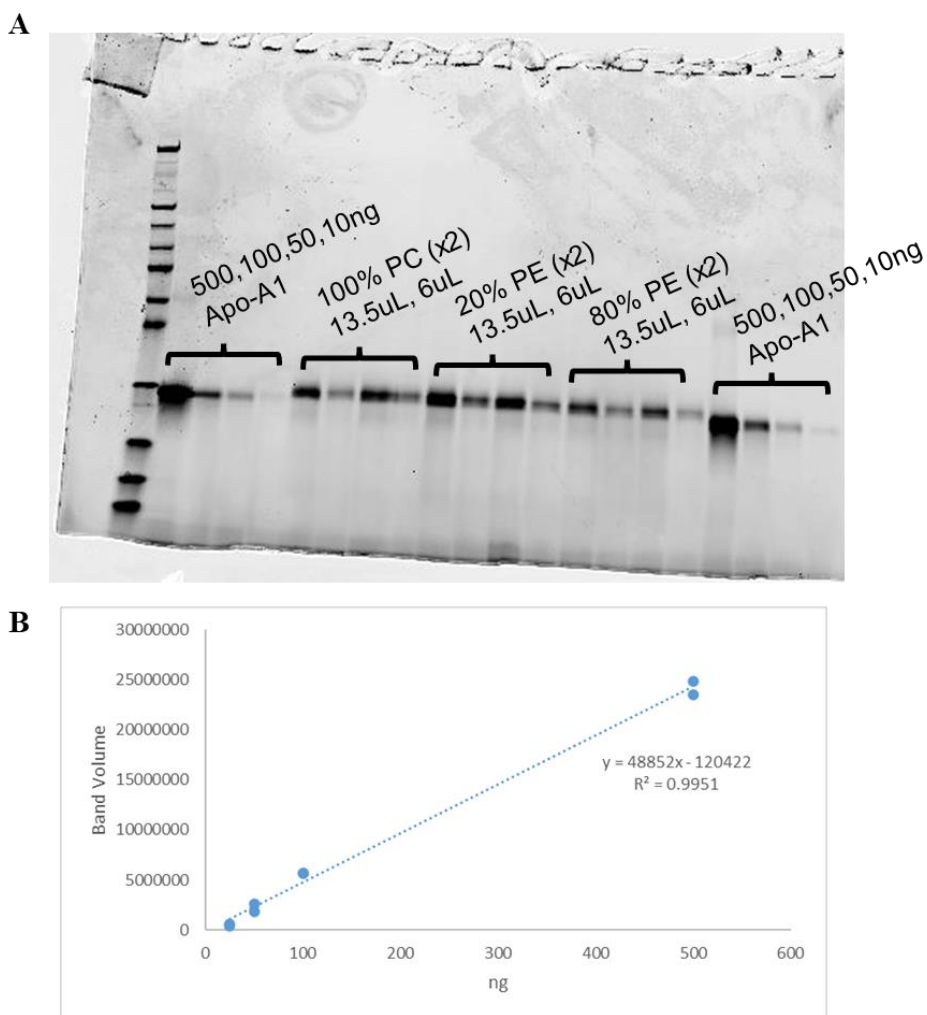 A
500,100,50,10ng
Apo-A1
100% PC (x2)
13.5uL, 6uL
20% PE (x2)
13.5uL, 6uL
80% PE (x2)
13.5uL, 6uL
500,100,50,10ng
Apo-A1
B
30000000
25000000
20000000
15000000
10000000
5000000
0
Band Volume
y = 48852x - 120422
R² = 0.9951
0 100 200 300 400 500 600
ng